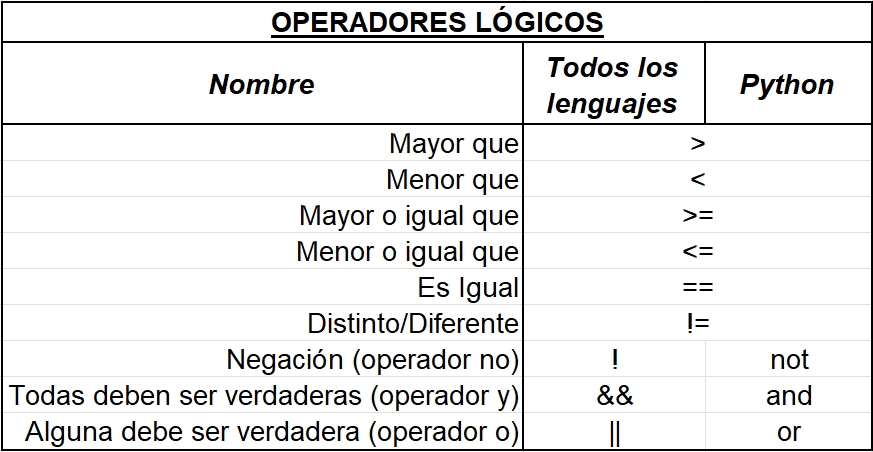 OPERADORES LÓGICOS
Nombre Todos los lenguajes Python
Mayor que >
Menor que <
Mayor o igual que >=
Menor o igual que <=
Es Igual ==
Distinto/Diferente !=
Negación (operador no) ! not
Todas deben ser verdaderas (operador y) && and
Alguna debe ser verdadera (operador o) || or